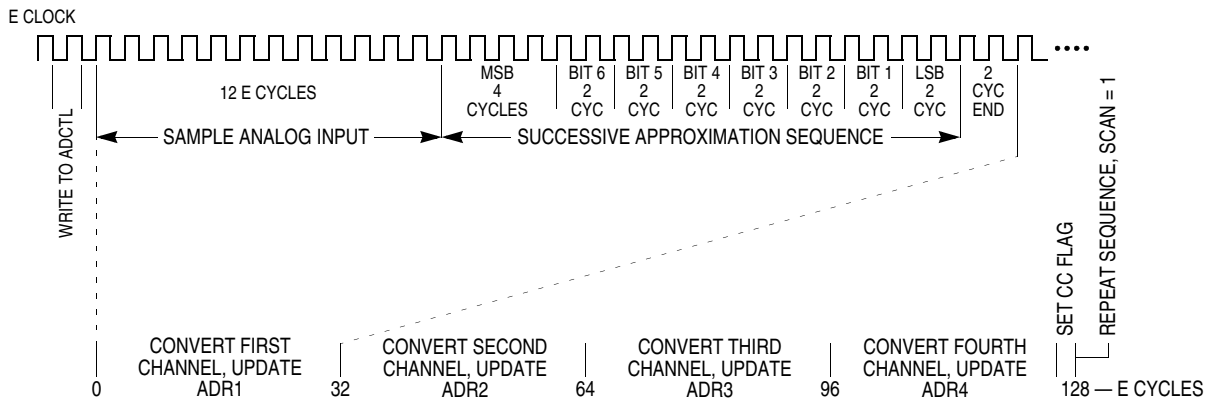 E CLOCK
12 E CYCLES
MSB
4
CYCLES
BIT 6
2
CYC
BIT 5
2
CYC
BIT 4
2
CYC
BIT 3
2
CYC
BIT 2
2
CYC
BIT 1
2
CYC
LSB
2
CYC
2
CYC
END
SAMPLE ANALOG INPUT
SUCCESSIVE APPROXIMATION SEQUENCE
WRITE TO ADCTL
SET CC FLAG
REPEAT SEQUENCE, SCAN = 1
CONVERT FIRST
CHANNEL, UPDATE
ADR1
CONVERT SECOND
CHANNEL, UPDATE
ADR2
CONVERT THIRD
CHANNEL, UPDATE
ADR3
CONVERT FOURTH
CHANNEL, UPDATE
ADR4
0
32
64
96
128 — E CYCLES